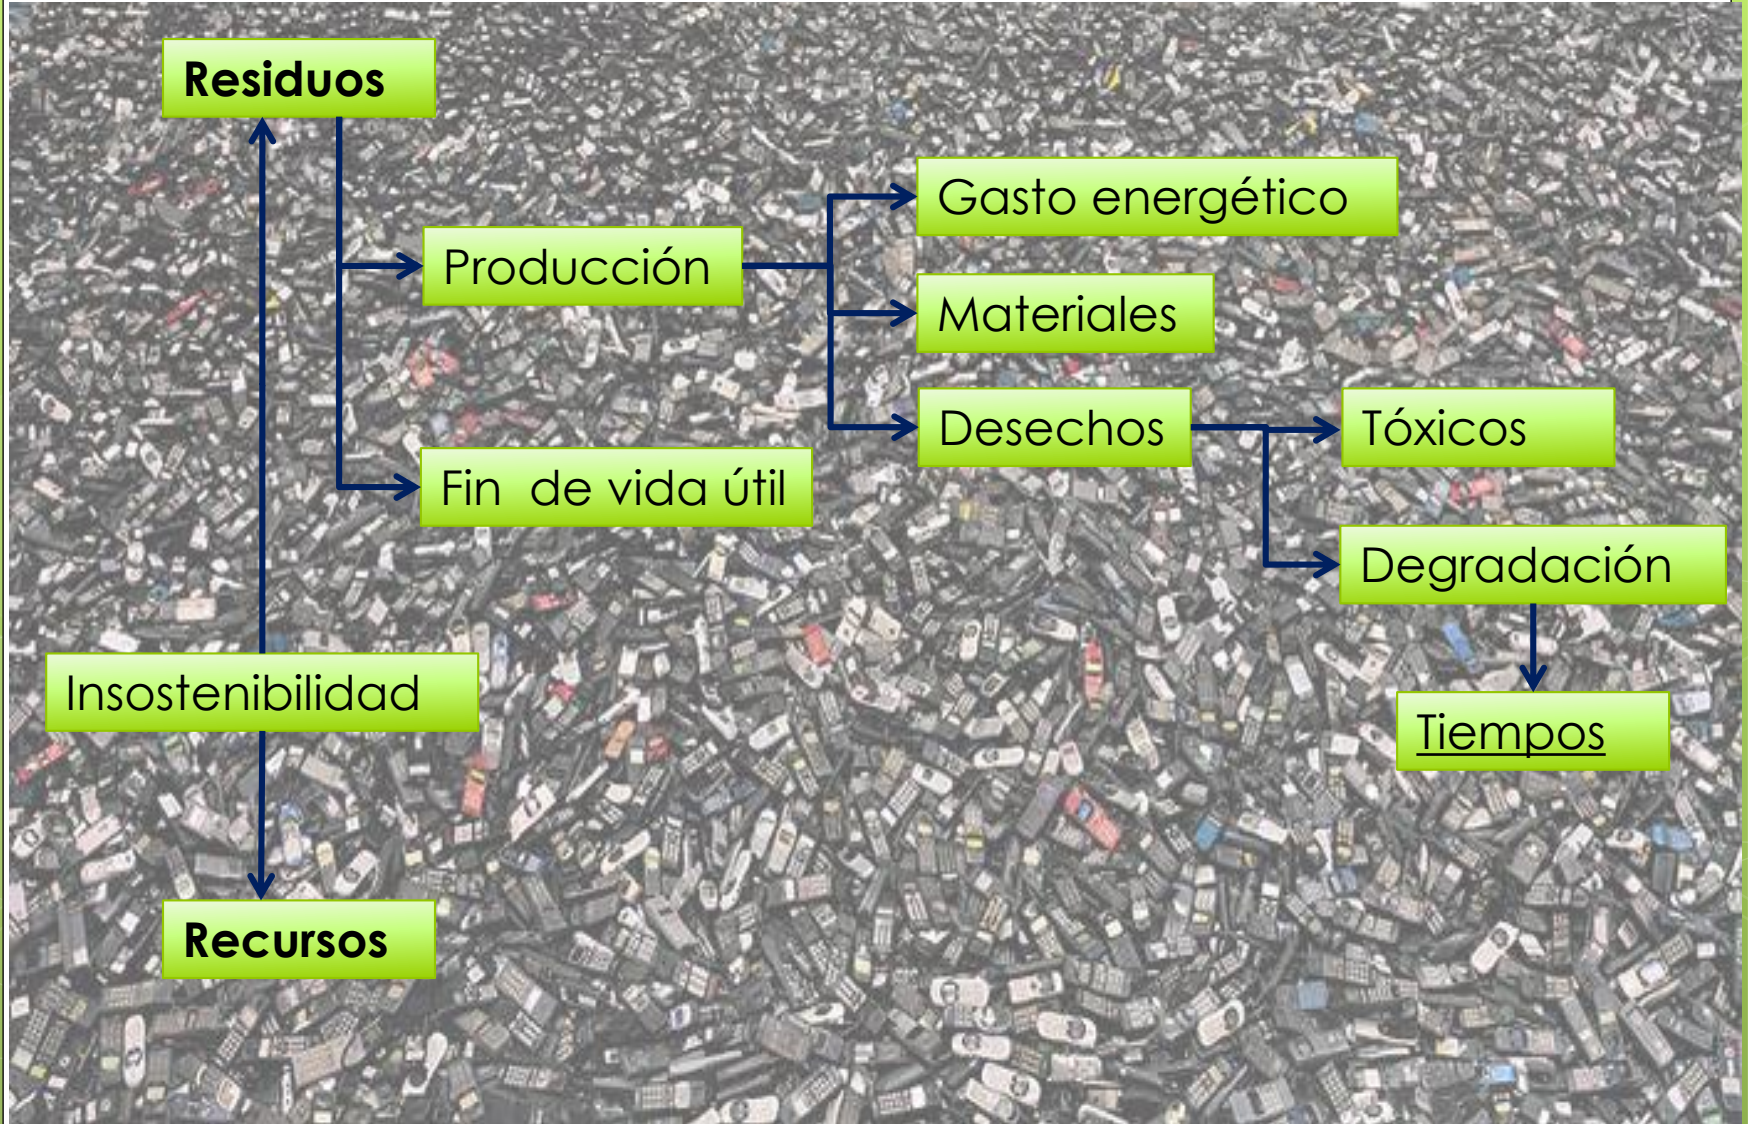 Residuos
Gasto energético
Producción
Materiales
Desechos
Tóxicos
Fin de vida útil
Degradación
Insostenibilidad
Tiempos
Recursos